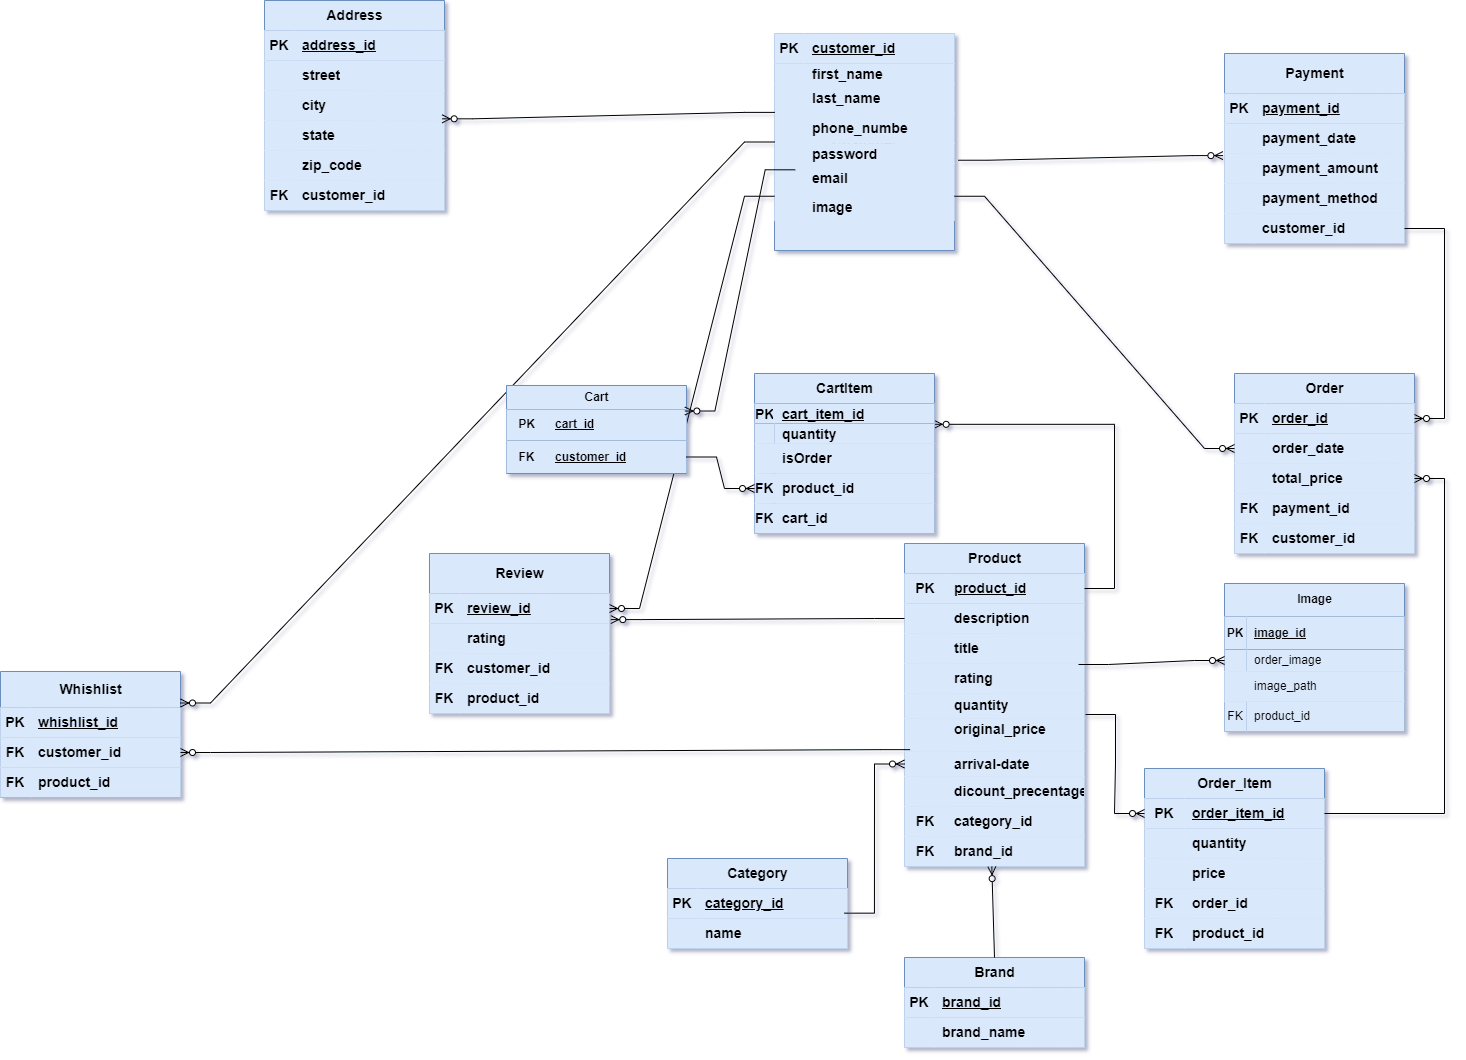 Address
PK address_id
street
city
state
zip_code
FK customer_id
PK customer_id
first_name
last_name
phone_numbe
password
email
image
Payment
PK payment_id
payment_date
payment_amount
payment_method
customer_id
Cart
PK cart_id
FK customer_id
CartItem
PK cart_item_id
quantity
isOrder
FK product_id
FK cart_id
Order
PK order_id
order_date
total_price
FK payment_id
FK customer_id
Review
PK review_id
rating
FK customer_id
FK product_id
Product
PK product_id
description
title
rating
quantity
original_price
arrival-date
dicount_precentage
FK category_id
FK brand_id
Image
PK image_id
order_image
image_path
FK product_id
Whishlist
PK whishlist_id
FK customer_id
FK product_id
Order_Item
PK order_item_id
quantity
price
FK order_id
FK product_id
Category
PK category_id
name
Brand
PK brand_id
brand_name